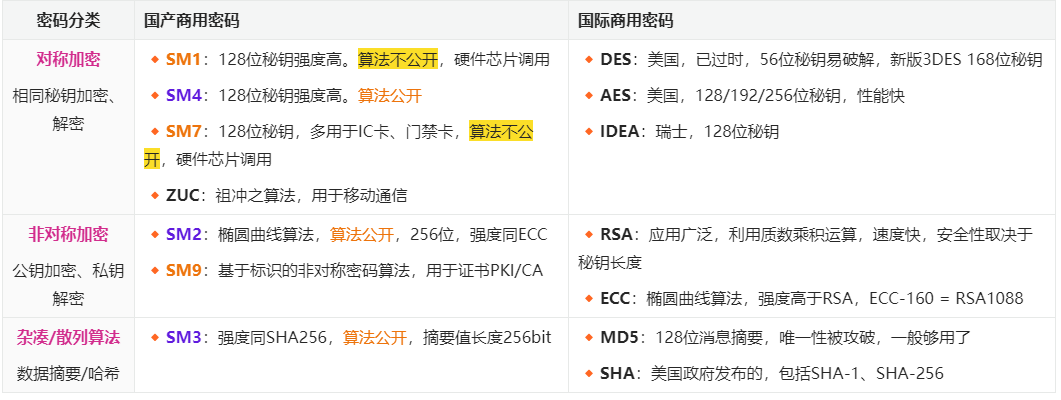 密码分类 国产商用密码 国际商用密码
对称加密
相同秘钥加密、
解密
SM1：128位秘钥强度高。算法不公开，硬件芯片调用
SM4：128位秘钥强度高。算法公开
SM7：128位秘钥，多用于IC卡、门禁卡，算法不公
开，硬件芯片调用
ZUC：祖冲之算法，用于移动通信
DES：美国，已过时，56位秘钥易破解，新版3DES 168位秘钥
AES：美国，128/192/256位秘钥，性能快
IDEA：瑞士，128位秘钥
非对称加密
公钥加密、私钥
解密
SM2：椭圆曲线算法，算法公开，256位，强度同ECC
SM9：基于标识的非对称密码算法，用于证书PKI/CA
RSA：应用广泛，利用质数乘积运算，速度快，安全性取决于
秘钥长度
ECC：椭圆曲线算法，强度高于RSA，ECC-160 = RSA1088
杂凑/散列算法
数据摘要/哈希
SM3：强度同SHA256，算法公开，摘要值长度256bit
MD5：128位消息摘要，唯一性被攻破，一般够用了
SHA：美国政府发布的，包括SHA-1、SHA-256